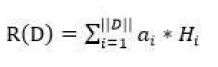 R(D) = ∑_{i=1}^{||D||} a_i * H_i